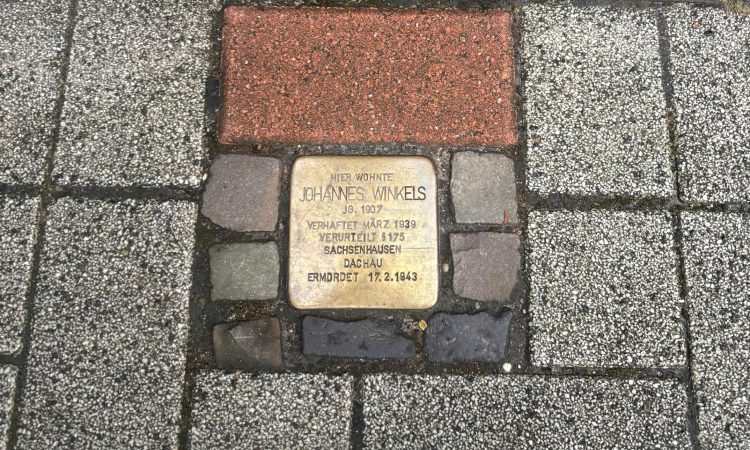 HIER WOHNTE
JOHANNES WINKELS
JG. 1907
VERHAFTET MÄRZ 1939
VERURTEILT §175
SACHSENHAUSEN
DACHAU
ERMORDET 17.2.1943